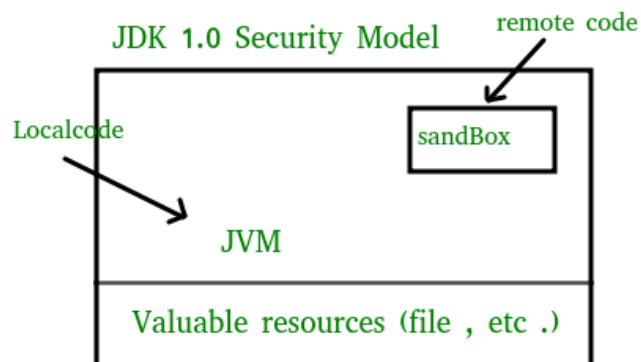 remote code
JDK 1.0 Security Model
Localcode
sandBox
JVM
Valuable resources (file , etc .)